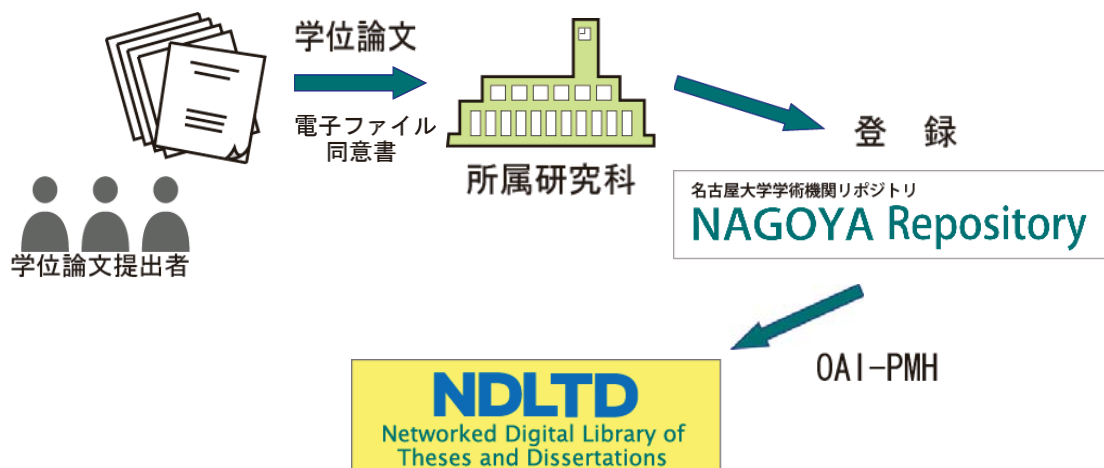 学位論文
電子ファイル
同意書
学位論文提出者
所属研究科
登　録
名古屋大学学術機関リポジトリ
NAGOYA Repository
OAI-PMH
NDLTD
Networked Digital Library of
Theses and Dissertations